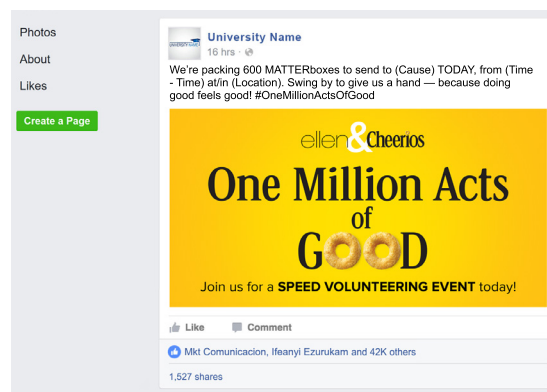 Photos
About
Likes
Create a Page
University Name
16 hrs ·
We're packing 600 MATTERboxes to send to (Cause) TODAY, from (Time
- Time) at/in (Location). Swing by to give us a hand — because doing
good feels good! #OneMillionActsOfGood
ellen & Cheerios
One Million Acts
of
GOOD
Join us for a SPEED VOLUNTEERING EVENT today!
Like Comment
Mkt Comunicacion, Ifeanyi Ezurukam and 42K others
1,527 shares